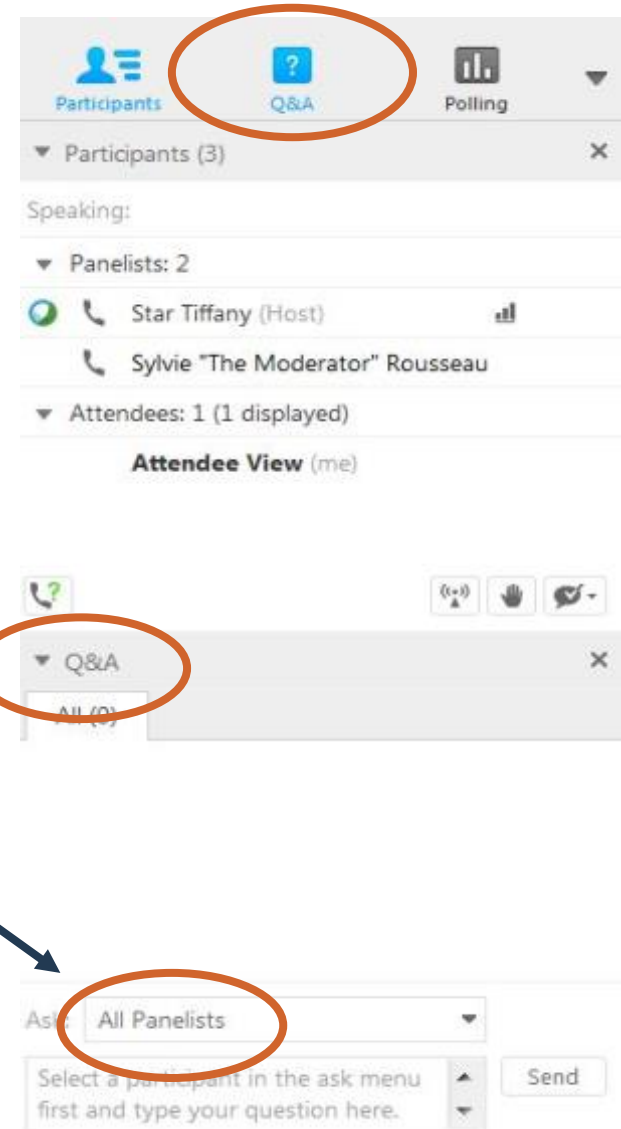 Participants Q&A Polling
Participants (3)
Speaking:
Panelists: 2
Star Tiffany (Host)
Sylvie "The Moderator" Rousseau
Attendees: 1 (1 displayed)
Attendee View (me)
Q&A
All (0)
Ask: All Panelists
Select a participant in the ask menu
first and type your question here.
Send